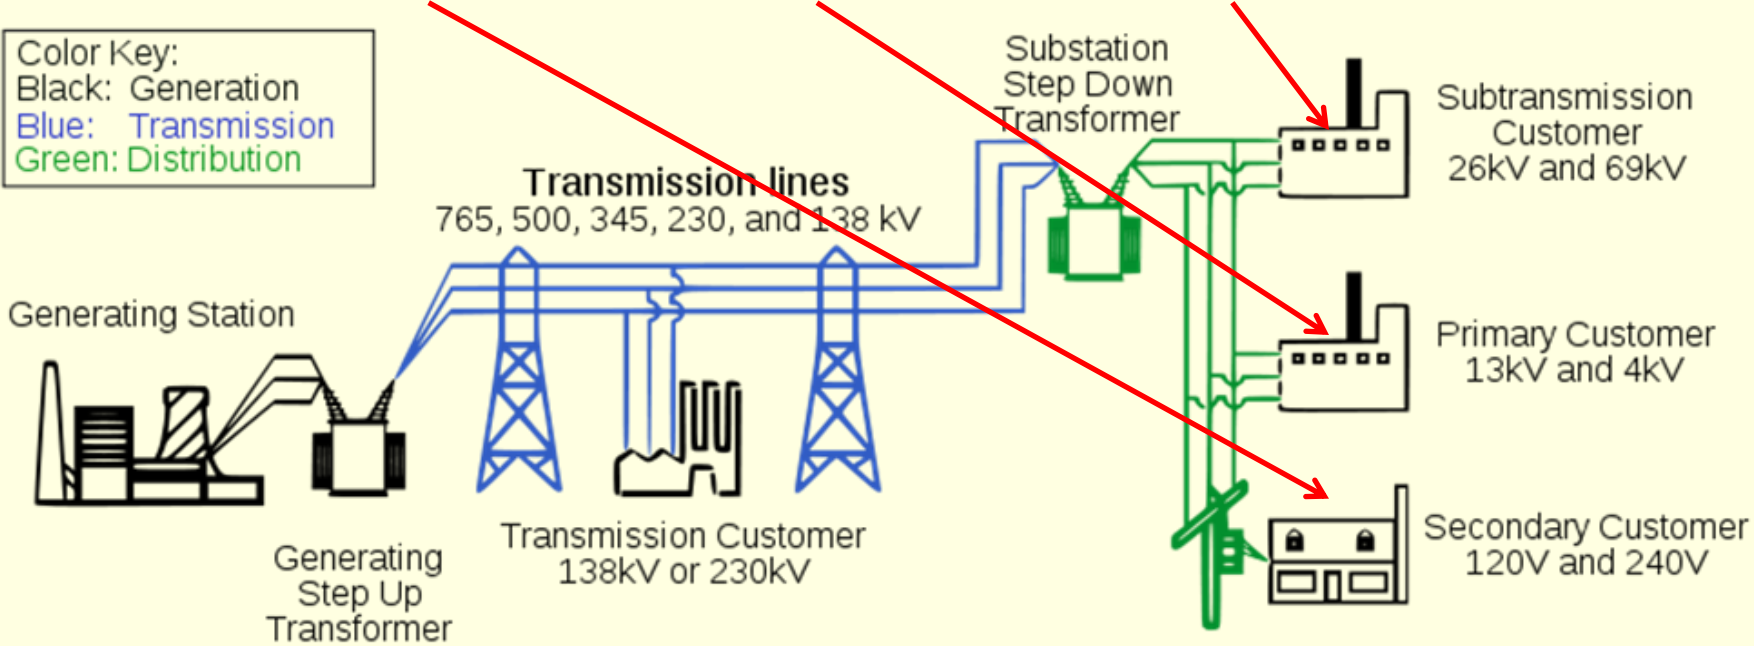 Color Key:
Black: Generation
Blue: Transmission
Green: Distribution
Substation
Step Down
Transformer
Subtransmission
Customer
26kV and 69kV
Transmission lines
765, 500, 345, 230, and 138 kV
Generating Station
Primary Customer
13kV and 4kV
Transmission Customer
138kV or 230kV
Secondary Customer
120V and 240V
Generating
Step Up
Transformer